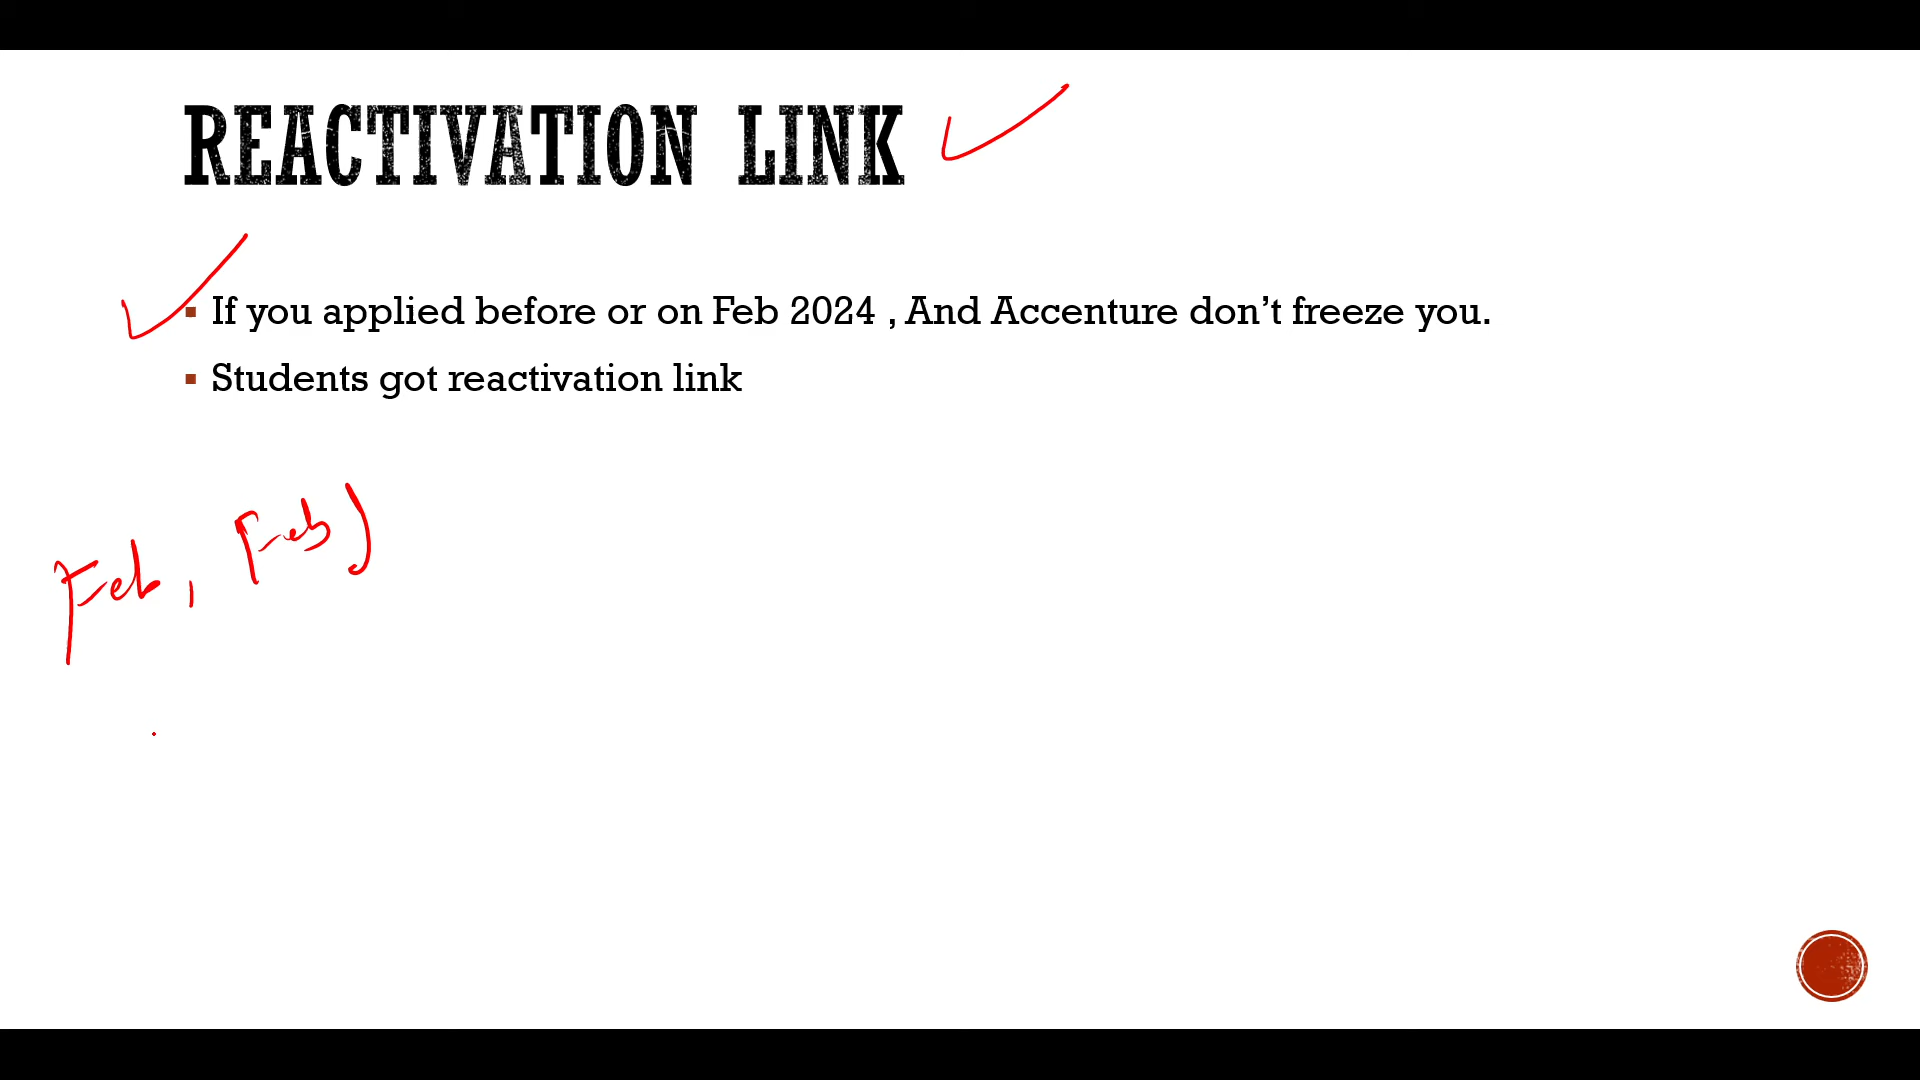 REACTIVATION LINK
If you applied before or on Feb 2024 , And Accenture don’t freeze you.
Students got reactivation link
Feb, Feb)